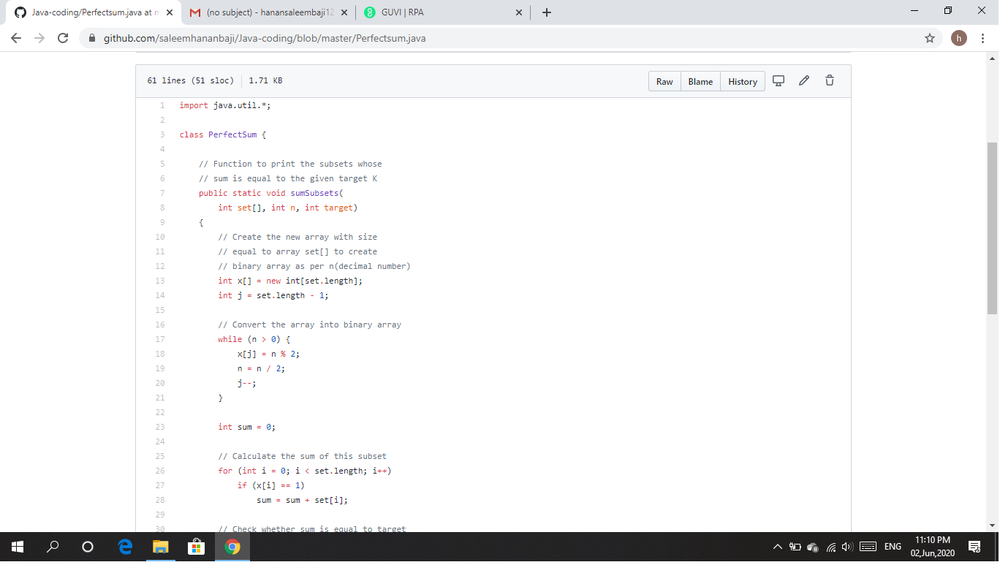 Java-coding/Perfectsum.java at m
(no subject) - hanansaleembaji12
GUVI | RPA
github.com/saleemhananbaji/Java-coding/blob/master/Perfectsum.java
h
61 lines (51 sloc) 1.71 KB
Raw Blame History
1 import java.util.*;
2
3 class PerfectSum {
4
5 // Function to print the subsets whose
6 // sum is equal to the given target K
7 public static void sumSubsets(
8 int set[], int n, int target)
9 {
10 // Create the new array with size
11 // equal to array set[] to create
12 // binary array as per n(decimal number)
13 int x[] = new int[set.length];
14 int j = set.length - 1;
15
16 // Convert the array into binary array
17 while (n > 0) {
18 x[j] = n % 2;
19 n = n / 2;
20 j--;
21 }
22
23 int sum = 0;
24
25 // Calculate the sum of this subset
26 for (int i = 0; i < set.length; i++)
27 if (x[i] == 1)
28 sum = sum + set[i];
29
30 // Check whether sum is equal to target
ENG
11:10 PM
02,Jun,2020